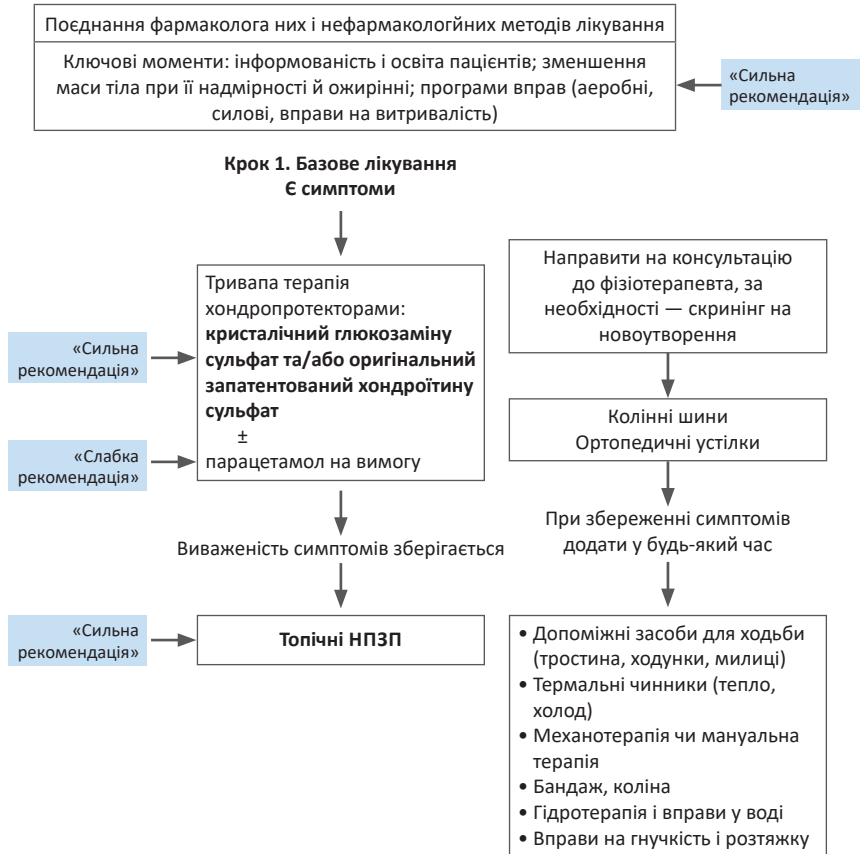 Поєднання фармаколога них і нефармакологйних методів лікування
Ключові моменти: інформованість і освіта пацієнтів; зменшення
маси тіла при її надмірності й ожирінні; програми вправ (аеробні,
силові, вправи на витривалість)
«Сильна
рекомендація»
Крок 1. Базове лікування
Є симптоми
Тривапа терапія
хондропротекторами:
кристалічний глюкозаміну
сульфат та/або оригінальний
запатентований хондроїтину
сульфат
±
парацетамол на вимогу
«Сильна
рекомендація»
«Слабка
рекомендація»
Виваженість симптомів зберігається
«Сильна
рекомендація»
Топічні НПЗП
Направити на консультацію
до фізіотерапевта, за
необхідності — скринінг на
новоутворення
Колінні шини
Ортопедичні устілки
При збереженні симптомів
додати у будь-який час
• Допоміжні засоби для ходьби
(тростина, ходунки, милиці)
• Термальні чинники (тепло,
холод)
• Механотерапія чи мануальна
терапія
• Бандаж, коліна
• Гідротерапія і вправи у воді
• Вправи на гнучкість і розтяжку